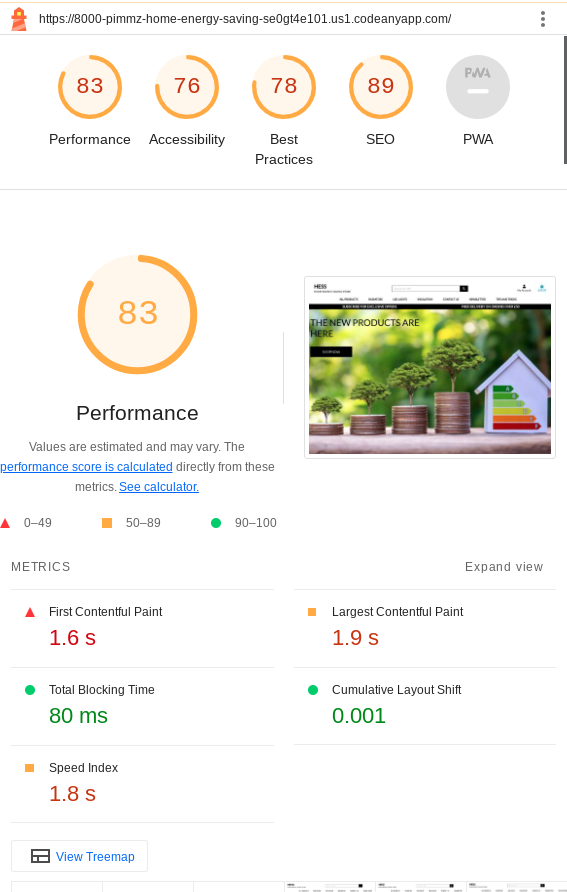 https://8000-pimmz-home-energy-saving-se0gt4e101.us1.codeanyapp.com/
83
76
78
89
PWA
Performance
Accessibility
Best
Practices
SEO
PWA
83
HESS
THE NEW PRODUCTS ARE
HERE
Performance
Values are estimated and may vary. The
performance score is calculated directly from these
metrics. See calculator.
0–49
50–89
90–100
METRICS
Expand view
First Contentful Paint
1.6 s
Largest Contentful Paint
1.9 s
Total Blocking Time
80 ms
Cumulative Layout Shift
0.001
Speed Index
1.8 s
View Treemap